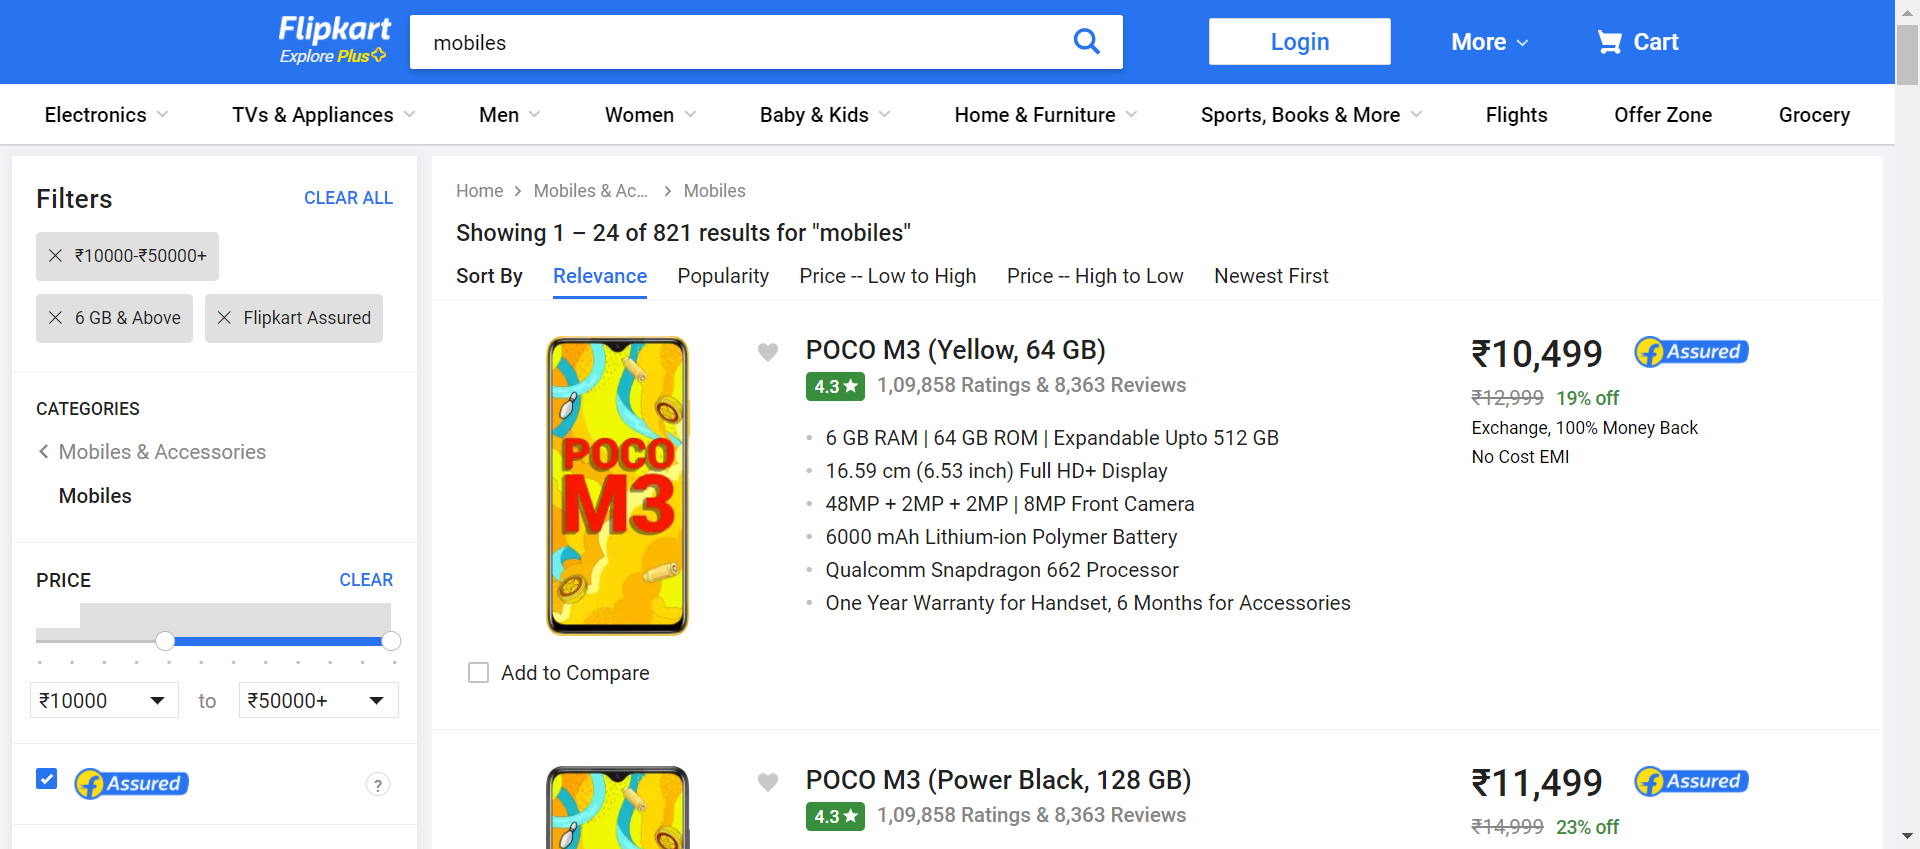 Flipkart
Explore Plus
mobiles
Login
More
Cart
Electronics
TVs & Appliances
Men
Women
Baby & Kids
Home & Furniture
Sports, Books & More
Flights
Offer Zone
Grocery
Filters
CLEAR ALL
₹10000-₹50000+
6 GB & Above
Flipkart Assured
CATEGORIES
Mobiles & Accessories
Mobiles
PRICE
CLEAR
₹10000
to
₹50000+
f Assured
?
Home
Mobiles & Ac...
Mobiles
Showing 1 – 24 of 821 results for "mobiles"
Sort By
Relevance
Popularity
Price -- Low to High
Price -- High to Low
Newest First
POCO
M3
Add to Compare
POCO M3 (Yellow, 64 GB)
4.3★
1,09,858 Ratings & 8,363 Reviews
6 GB RAM | 64 GB ROM | Expandable Upto 512 GB
16.59 cm (6.53 inch) Full HD+ Display
48MP + 2MP + 2MP | 8MP Front Camera
6000 mAh Lithium-ion Polymer Battery
Qualcomm Snapdragon 662 Processor
One Year Warranty for Handset, 6 Months for Accessories
₹10,499
f Assured
₹12,999 19% off
Exchange, 100% Money Back
No Cost EMI
POCO M3 (Power Black, 128 GB)
4.3★
1,09,858 Ratings & 8,363 Reviews
₹11,499
f Assured
₹14,999 23% off